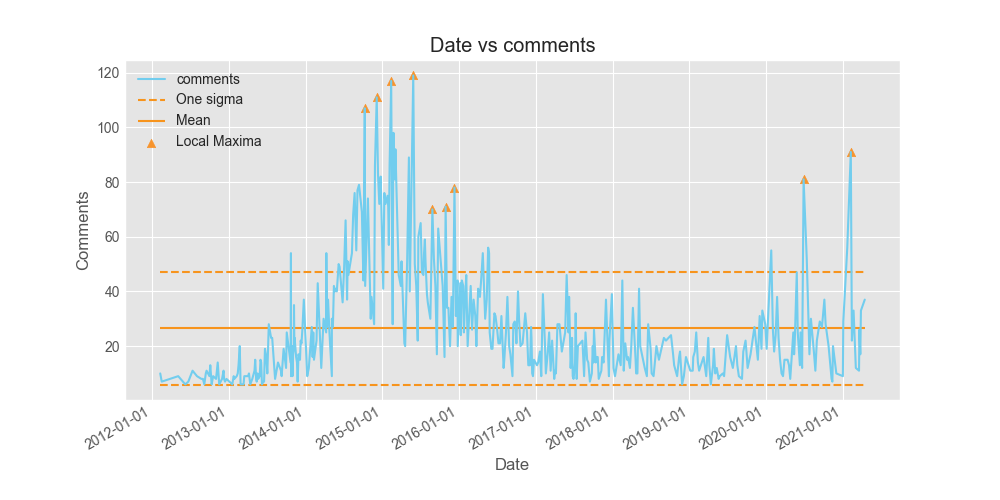 Date vs comments
comments
One sigma
Mean
Local Maxima
Comments
120
100
80
60
40
20
2012-01-01
2013-01-01
2014-01-01
2015-01-01
2016-01-01
2017-01-01
2018-01-01
2019-01-01
2020-01-01
2021-01-01
Date